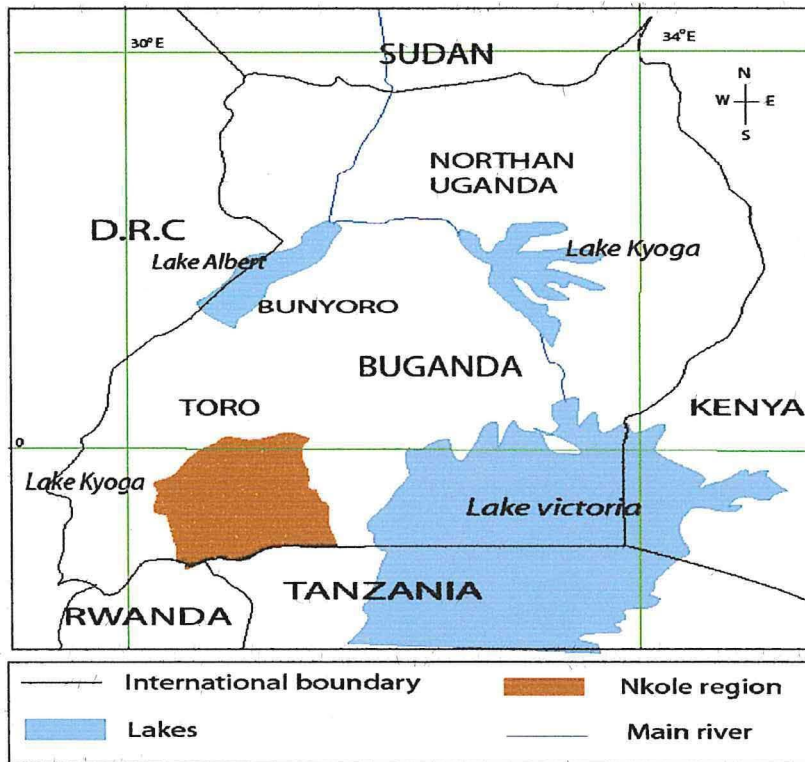 30°E
34°E
SUDAN
N
W E
S
NORTHAN
UGANDA
D.R.C
Lake Albert
Lake Kyoga
BUNYORO
BUGANDA
TORO
KENYA
0
Lake Kyoga
Lake victoria
TANZANIA
RWANDA
International boundary
Nkole region
Lakes
Main river